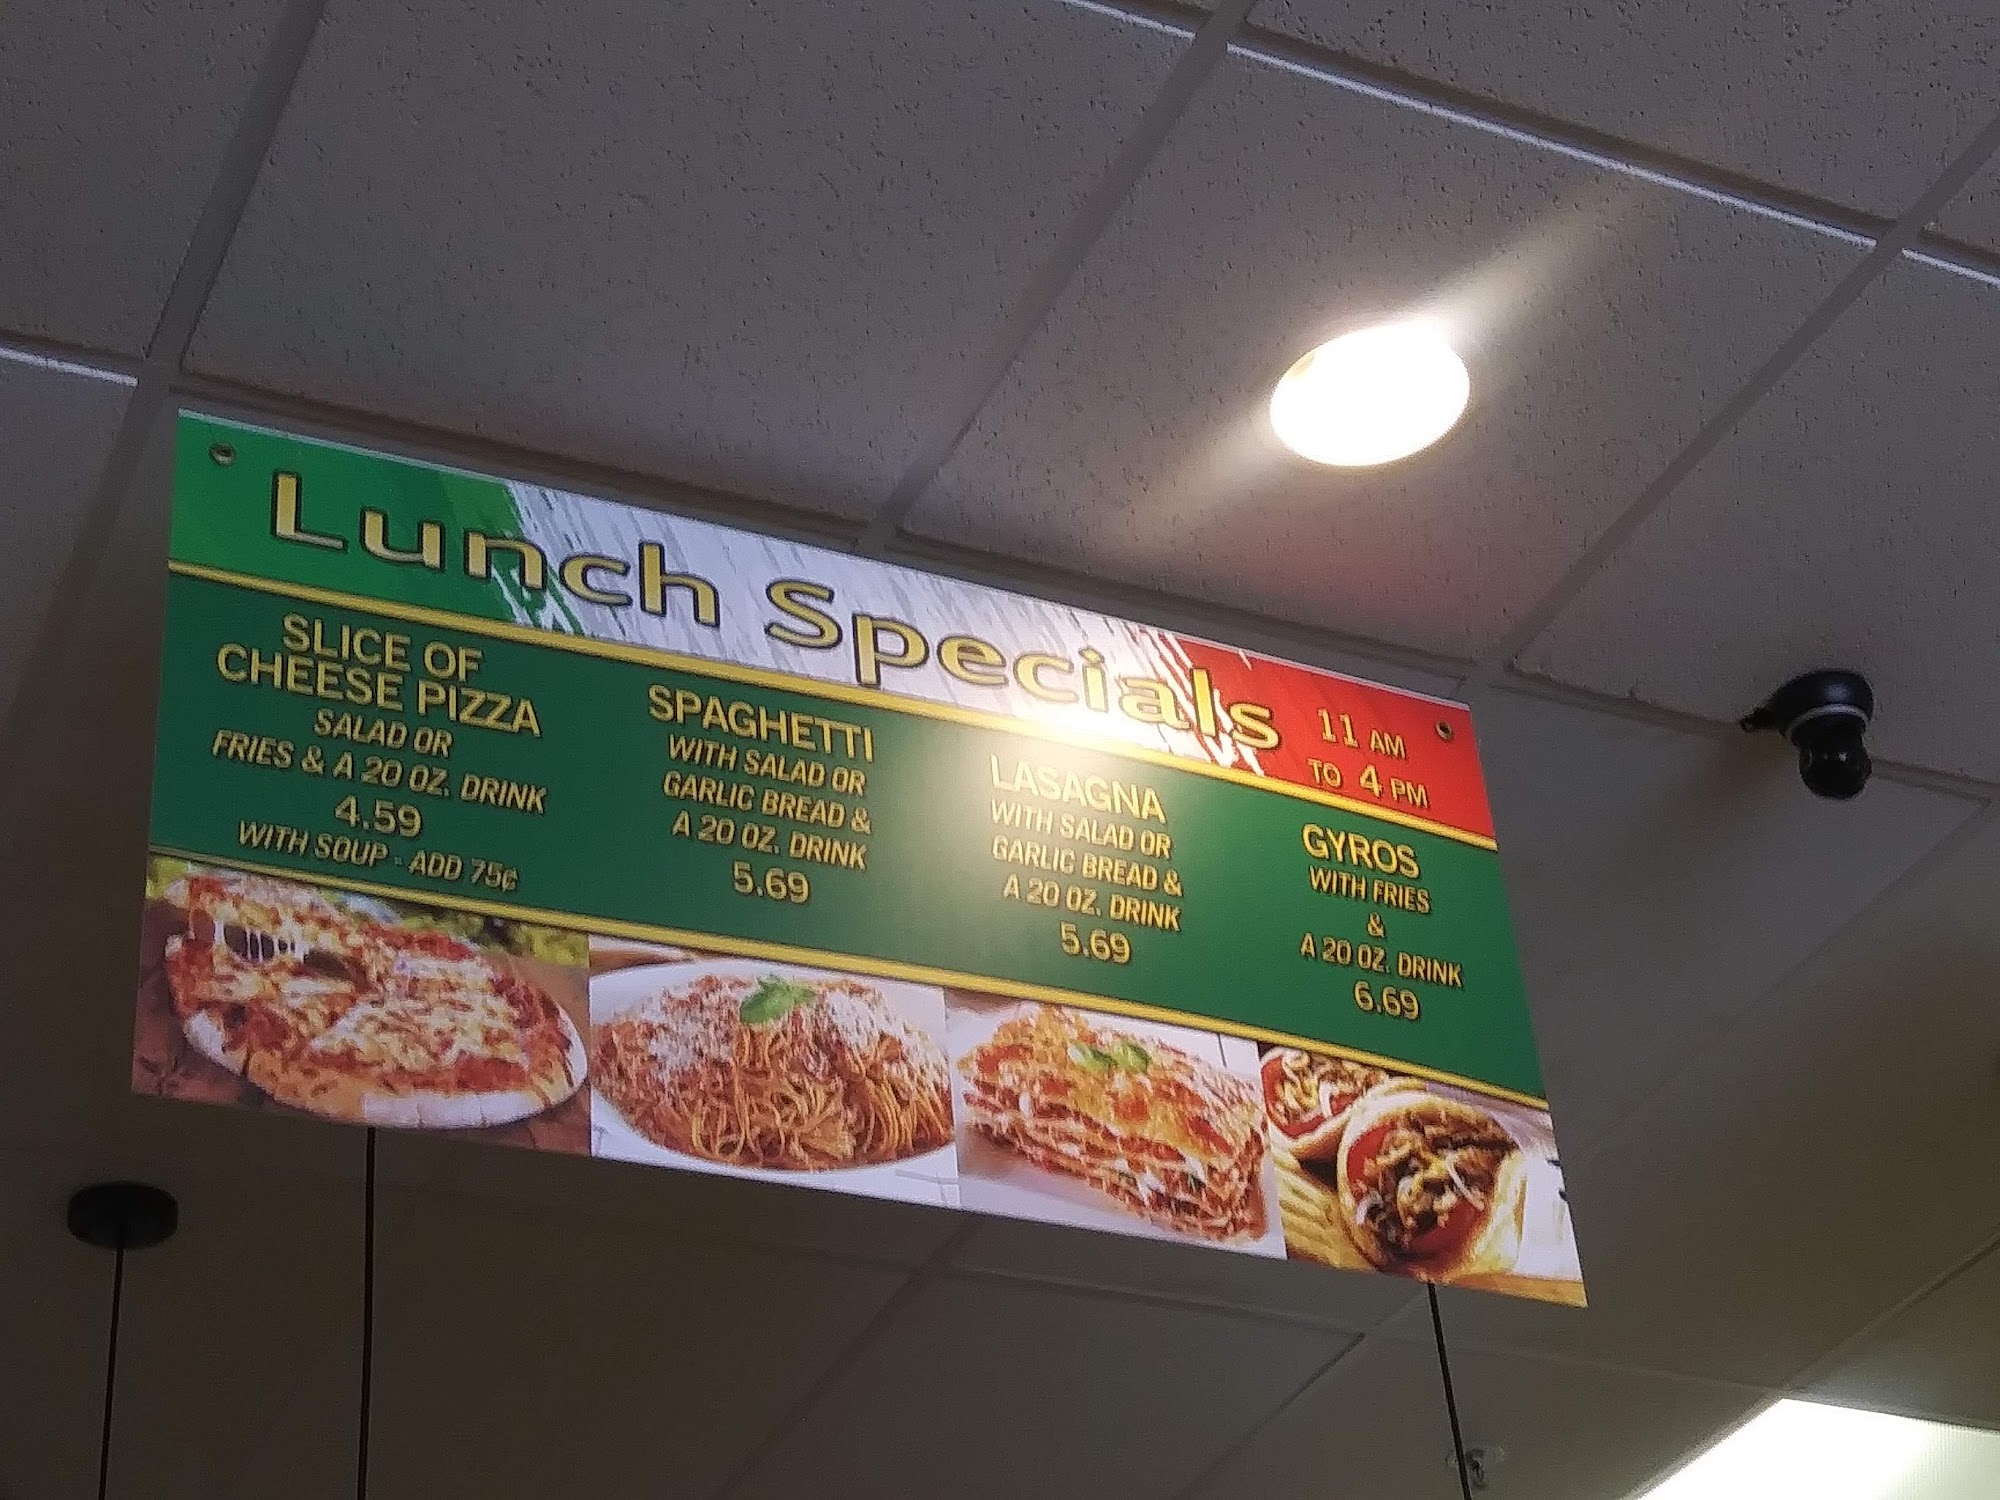 Lunch Specials
11 AM
TO 4 PM
SLICE OF
CHEESE PIZZA
SALAD OR
FRIES & A 20 OZ. DRINK
4.59
WITH SOUP - ADD 75¢
SPAGHETTI
WITH SALAD OR
GARLIC BREAD &
A 20 OZ. DRINK
5.69
LASAGNA
WITH SALAD OR
GARLIC BREAD &
A 20 OZ. DRINK
5.69
GYROS
WITH FRIES
&
A 20 OZ. DRINK
6.69